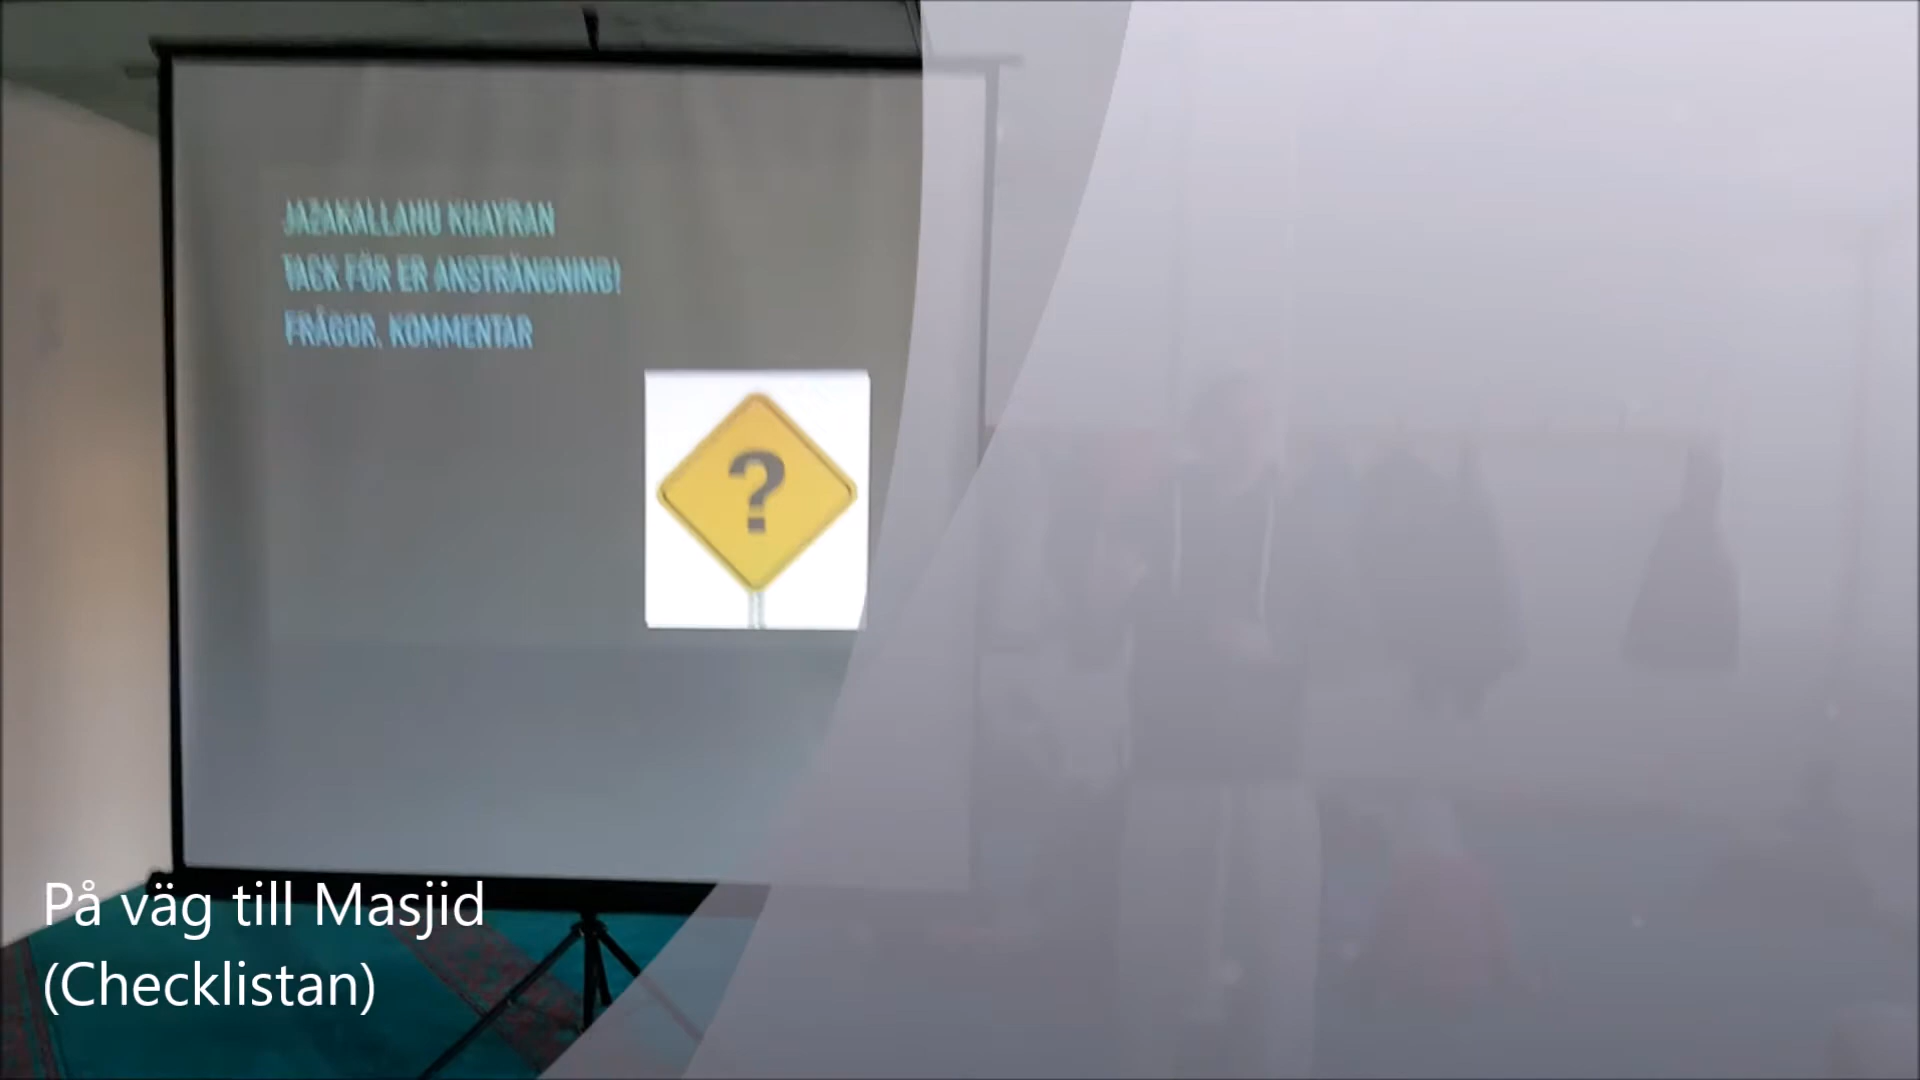 JAZAKALLAHU KHAYRAN
TACK FÖR ER ANSTRÄNGNING!
FRÅGOR, KOMMENTAR
?
På väg till Masjid
(Checklistan)